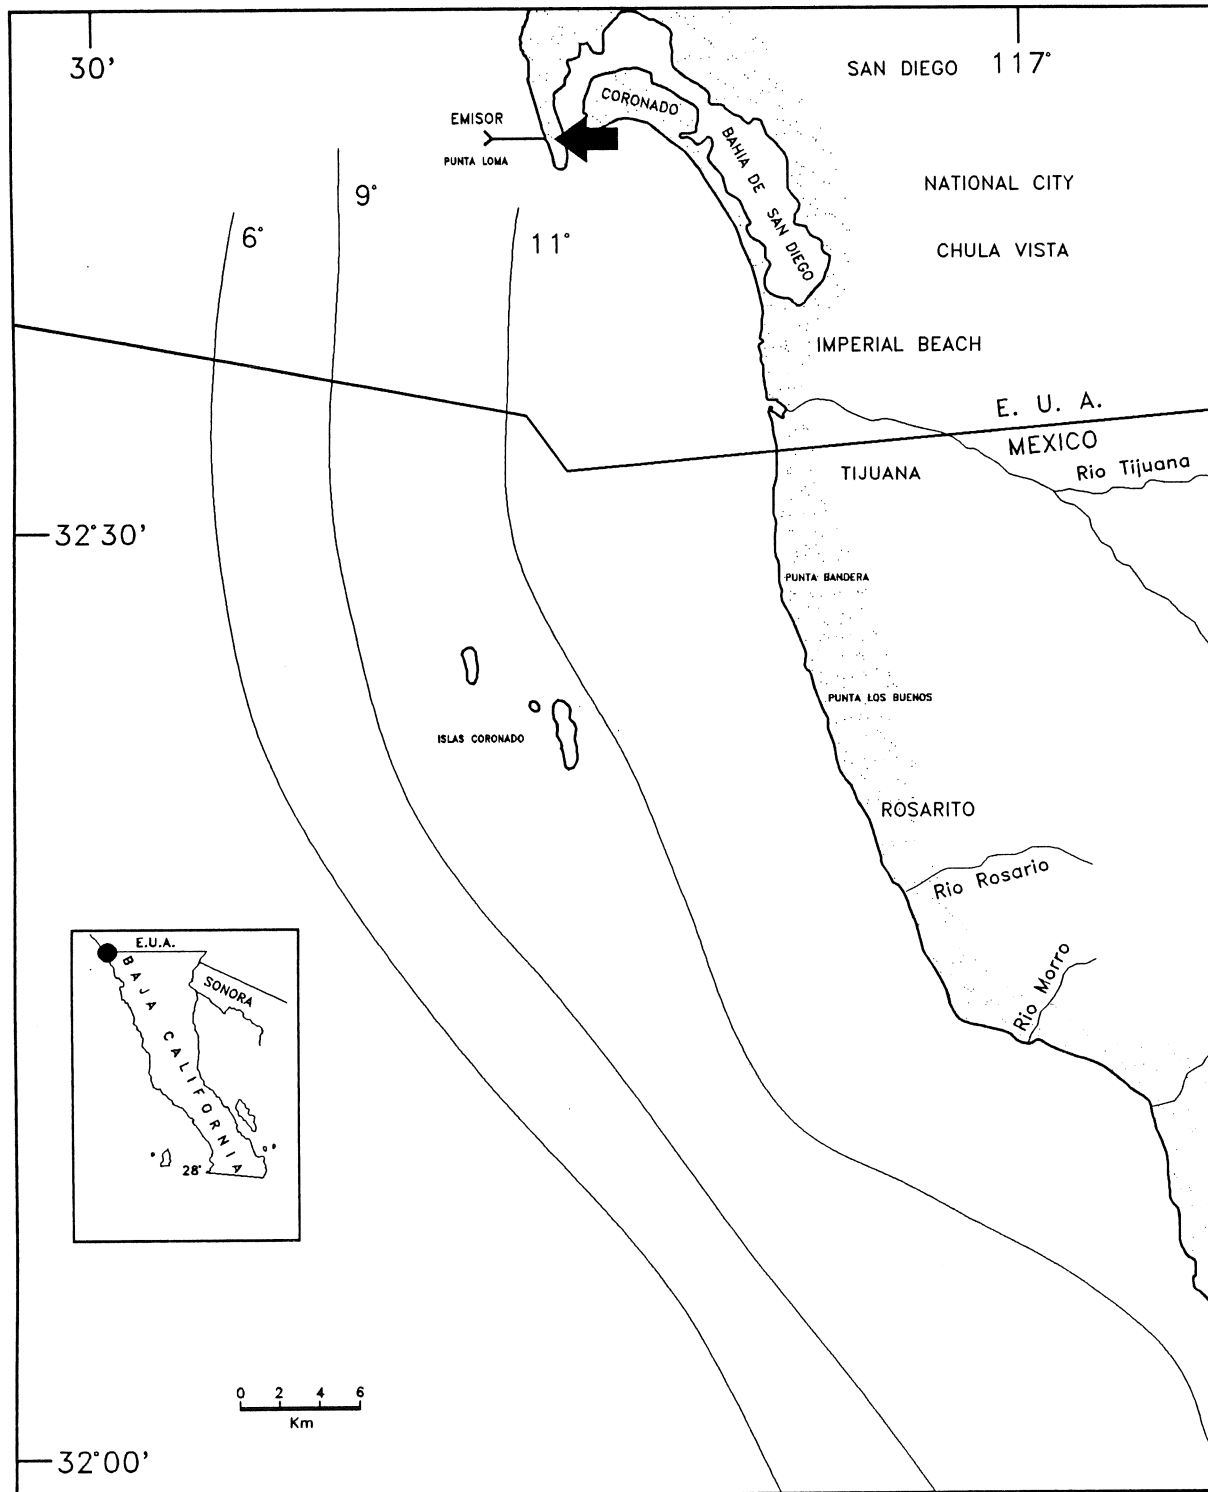 30'
SAN DIEGO 117°
CORONADO
EMISOR
PUNTA LOMA
BAHIA DE SAN DIEGO
NATIONAL CITY
CHULA VISTA
9°
6°
11°
IMPERIAL BEACH
E. U. A.
MEXICO
TIJUANA
Rio Tijuana
32°30'
PUNTA BANDERA
PUNTA LOS BUENOS
ISLAS CORONADO
ROSARITO
Rio Rosario
Rio Morro
E.U.A.
BAJA CALIFORNIA
SONORA
28°
0 2 4 6
Km
32°00'